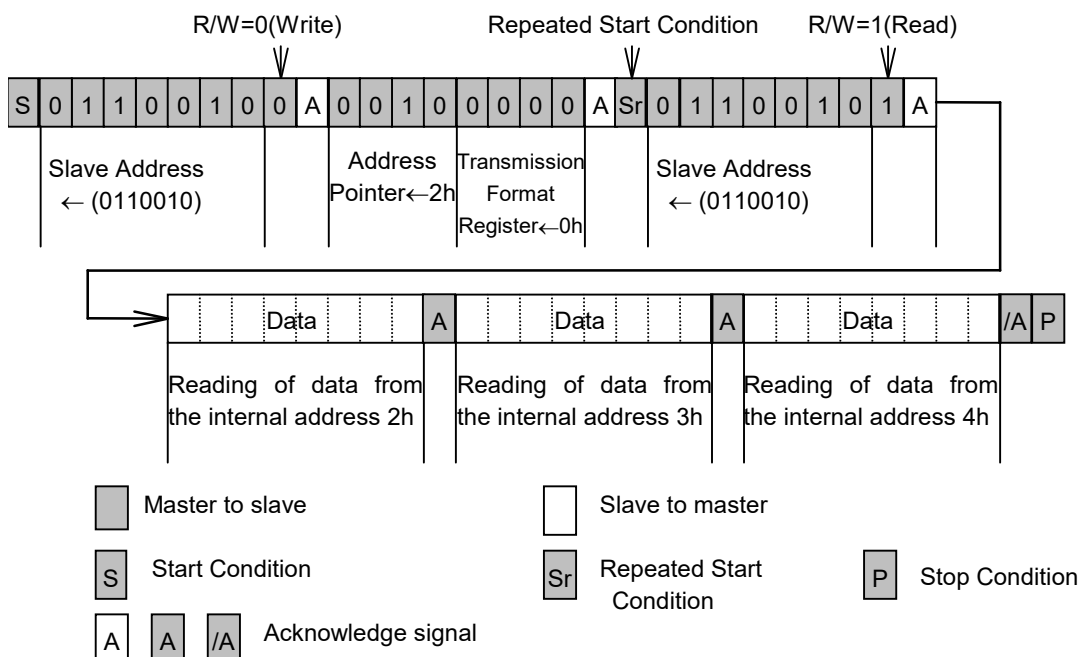 R/W=0(Write) Repeated Start Condition R/W=1(Read)
S 0 1 1 0 0 1 0 0 A 0 0 1 0 0 0 0 0 A Sr 0 1 1 0 0 1 0 1 A
Slave Address
← (0110010)
Address
Pointer←2h
Transmission
Format
Register←0h
Slave Address
← (0110010)
Data A Data A Data /A P
Reading of data from
the internal address 2h
Reading of data from
the internal address 3h
Reading of data from
the internal address 4h
Master to slave
Slave to master
S Start Condition
Sr Repeated Start
Condition
P Stop Condition
A A /A Acknowledge signal